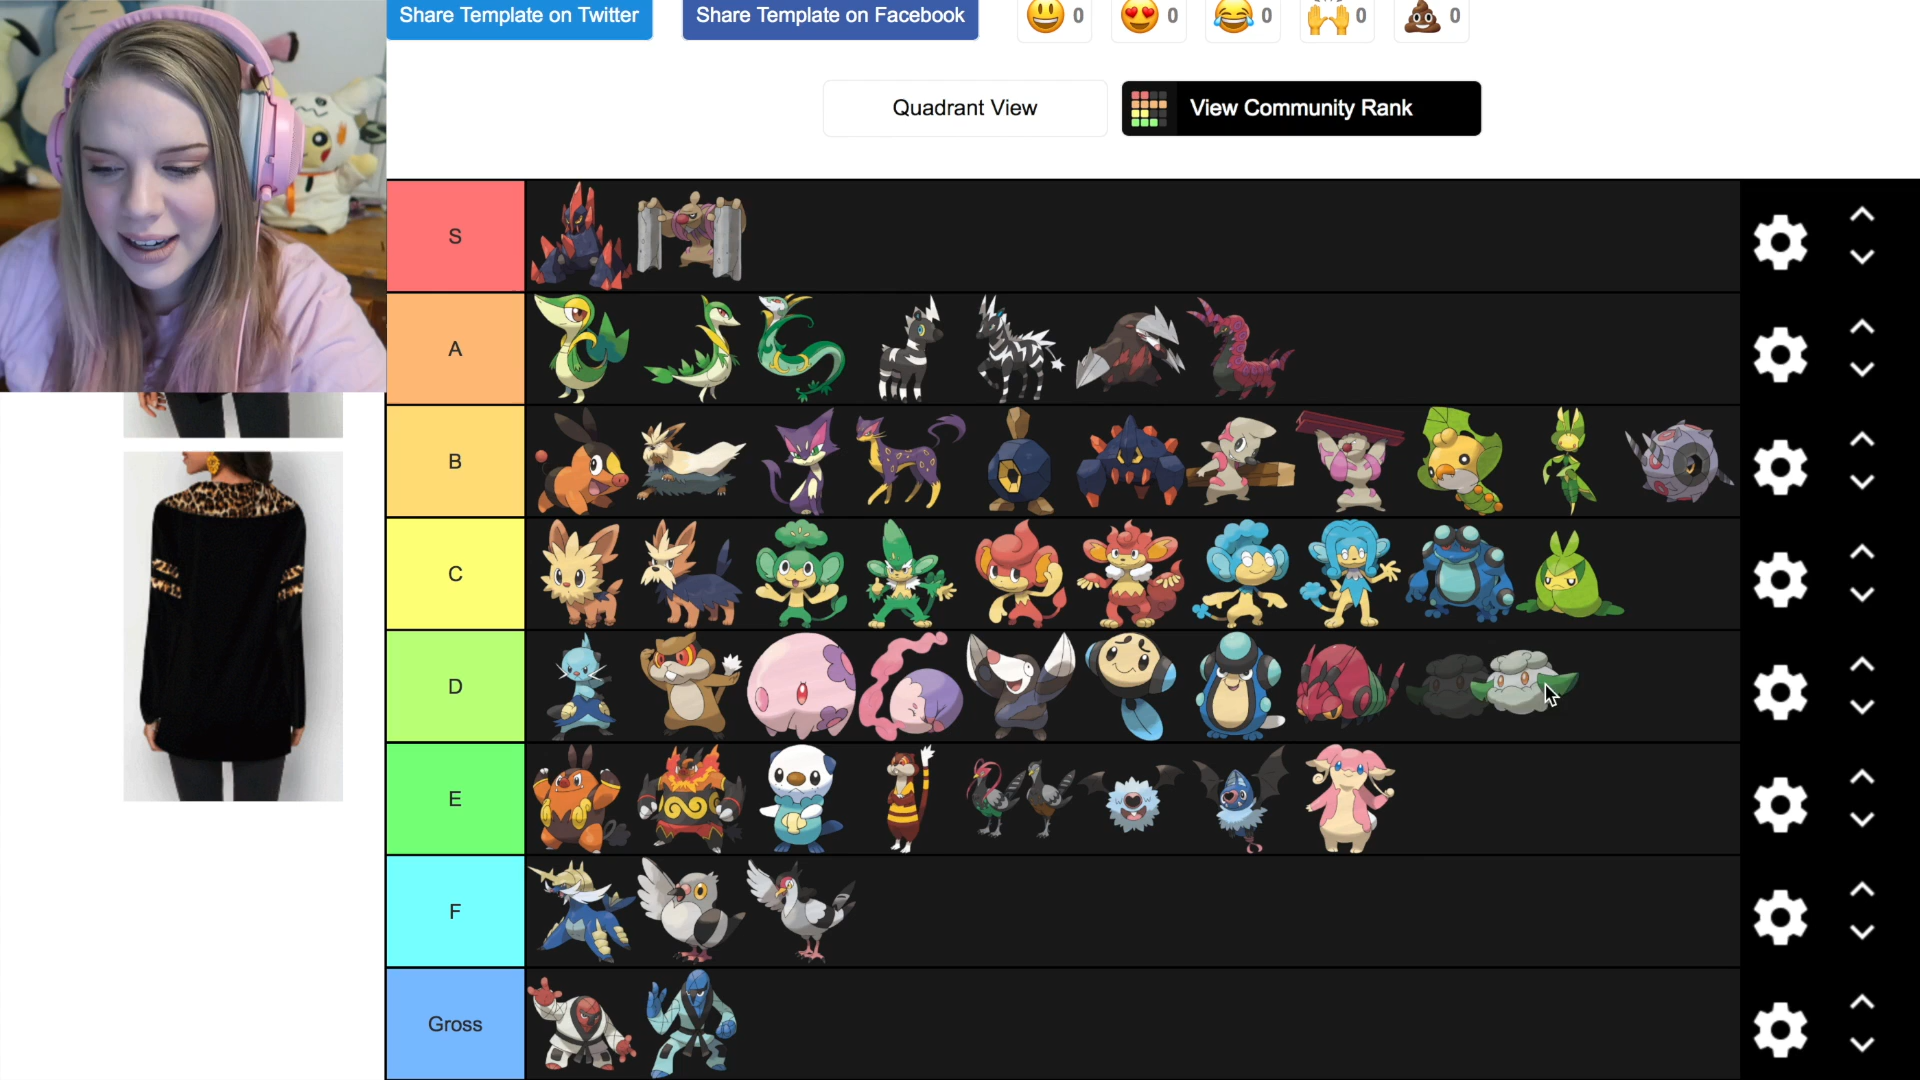 Share Template on Twitter
Share Template on Facebook
0
0
0
0
0
Quadrant View
View Community Rank
S
A
B
C
D
E
F
Gross